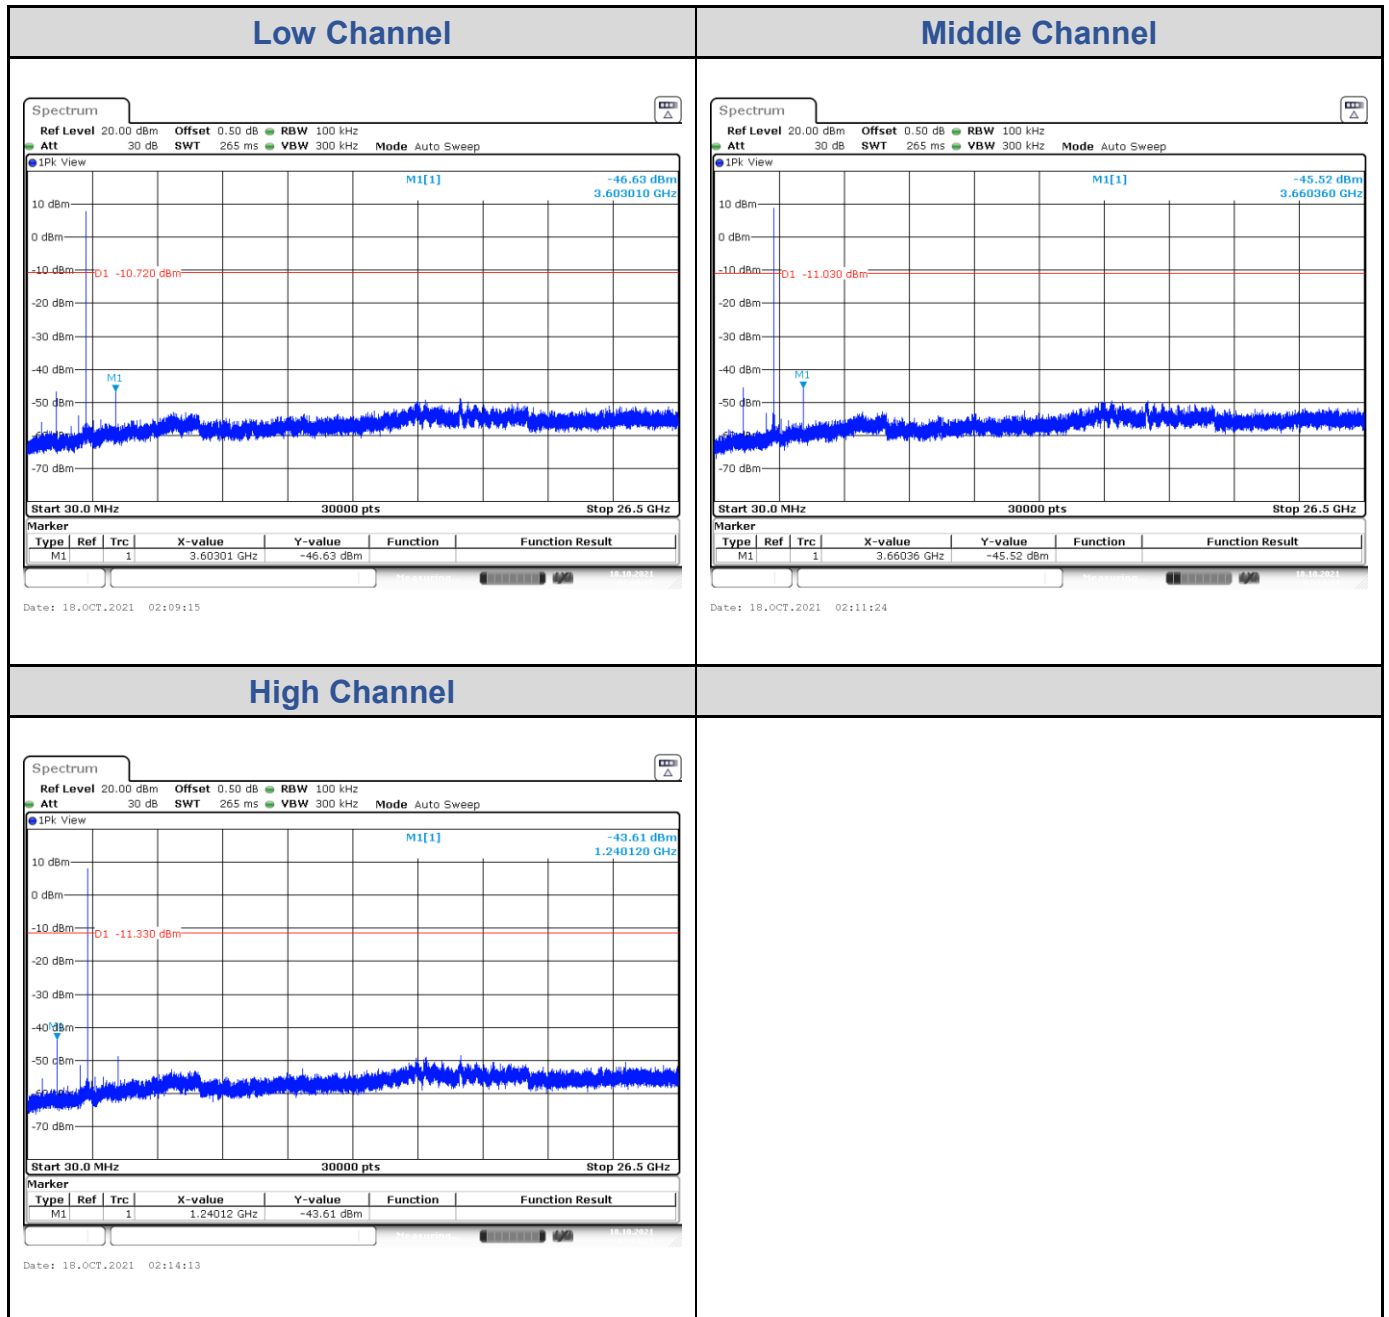 Low Channel
Middle Channel
Spectrum
Ref Level 20.00 dBm Offset 0.50 dB RBW 100 kHz
Att 30 dB SWT 265 ms VBW 300 kHz Mode Auto Sweep
1Pk View
M1[1] -46.63 dBm
3.603010 GHz
10 dBm
0 dBm
-10 dBm
D1 -10.720 dBm
-20 dBm
-30 dBm
-40 dBm
M1
-50 dBm
-70 dBm
Start 30.0 MHz 30000 pts Stop 26.5 GHz
Marker
Type Ref Trc X-value Y-value Function Function Result
M1 1 3.60301 GHz -46.63 dBm
Measuring 18.10.2021
Date: 18.OCT.2021 02:09:15
Spectrum
Ref Level 20.00 dBm Offset 0.50 dB RBW 100 kHz
Att 30 dB SWT 265 ms VBW 300 kHz Mode Auto Sweep
1Pk View
M1[1] -45.52 dBm
3.660360 GHz
10 dBm
0 dBm
-10 dBm
D1 -11.030 dBm
-20 dBm
-30 dBm
-40 dBm
M1
-50 dBm
-70 dBm
Start 30.0 MHz 30000 pts Stop 26.5 GHz
Marker
Type Ref Trc X-value Y-value Function Function Result
M1 1 3.66036 GHz -45.52 dBm
Measuring 18.10.2021
Date: 18.OCT.2021 02:11:24
High Channel
Spectrum
Ref Level 20.00 dBm Offset 0.50 dB RBW 100 kHz
Att 30 dB SWT 265 ms VBW 300 kHz Mode Auto Sweep
1Pk View
M1[1] -43.61 dBm
1.240120 GHz
10 dBm
0 dBm
-10 dBm
D1 -11.330 dBm
-20 dBm
-30 dBm
-40 dBm
-50 dBm
-70 dBm
Start 30.0 MHz 30000 pts Stop 26.5 GHz
Marker
Type Ref Trc X-value Y-value Function Function Result
M1 1 1.24012 GHz -43.61 dBm
Measuring 18.10.2021
Date: 18.OCT.2021 02:14:13